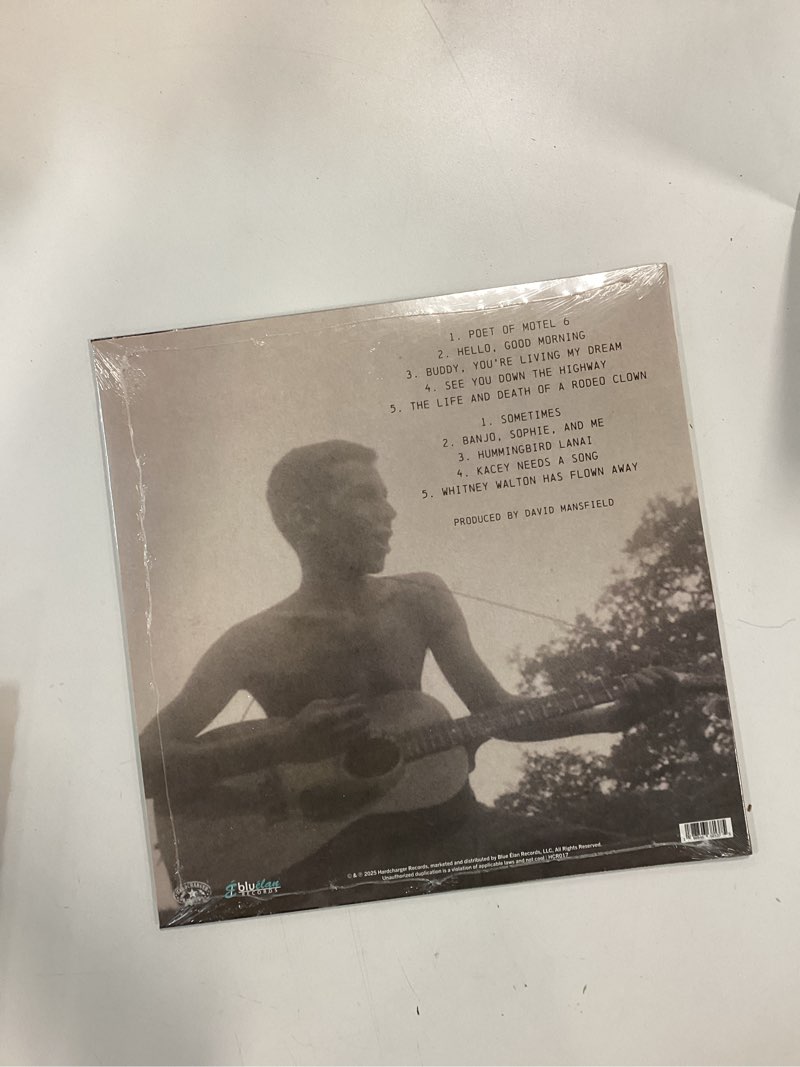 1. POET OF MOTEL 6
2. HELLO, GOOD MORNING
3. BUDDY, YOU'RE LIVING MY DREAM
4. SEE YOU DOWN THE HIGHWAY
5. THE LIFE AND DEATH OF A RODEO CLOWN
1. SOMETIMES
2. BANJO, SOPHIE, AND ME
3. HUMMINGBIRD LANAI
4. KACEY NEEDS A SONG
5. WHITNEY WALTON HAS FLOWN AWAY
PRODUCED BY DAVID MANSFIELD
bluélan
RECORDS
© & ℗ 2025 Hardcharger Records, marketed and distributed by Blue Élan Records, LLC, All Rights Reserved.
Unauthorized duplication is a violation of applicable laws and not cool | HCR017